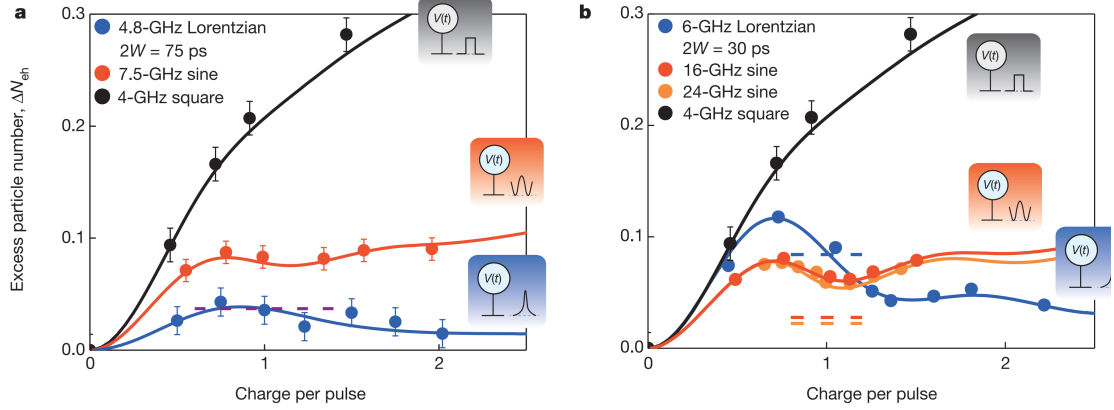 a
0.3
0.2
0.1
0.0
Excess particle number, ΔNeh
4.8-GHz Lorentzian
2W = 75 ps
7.5-GHz sine
4-GHz square
V(t)
V(t)
V(t)
0
1
2
Charge per pulse
b
0.3
0.2
0.1
0.0
6-GHz Lorentzian
2W = 30 ps
16-GHz sine
24-GHz sine
4-GHz square
V(t)
V(t)
V(t)
0
1
2
Charge per pulse